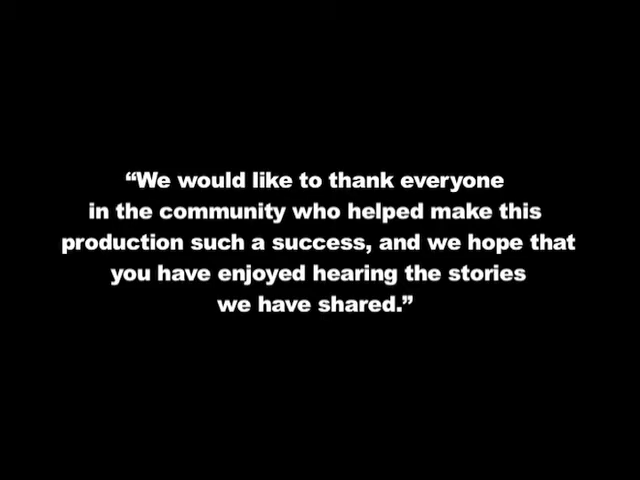 “We would like to thank everyone
in the community who helped make this
production such a success, and we hope that
you have enjoyed hearing the stories
we have shared.”